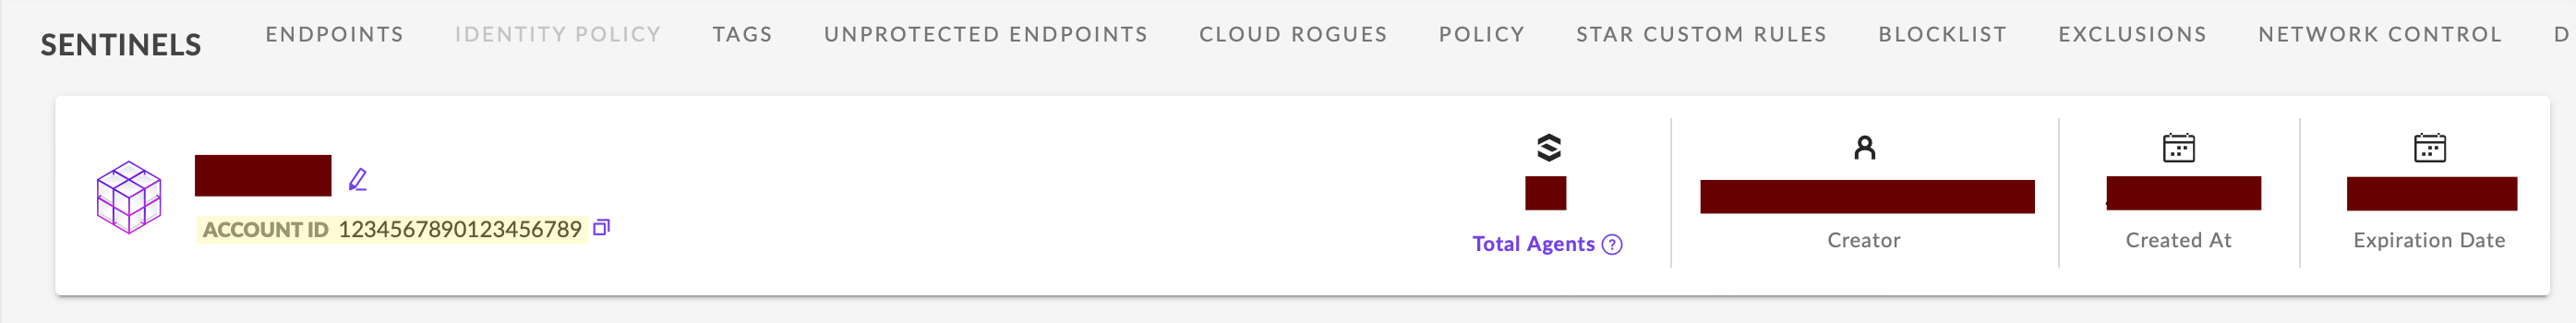 SENTINELS
ENDPOINTS
IDENTITY POLICY
TAGS
UNPROTECTED ENDPOINTS
CLOUD ROGUES
POLICY
STAR CUSTOM RULES
BLOCKLIST
EXCLUSIONS
NETWORK CONTROL
D
ACCOUNT ID 1234567890123456789
Total Agents ?
Creator
Created At
Expiration Date